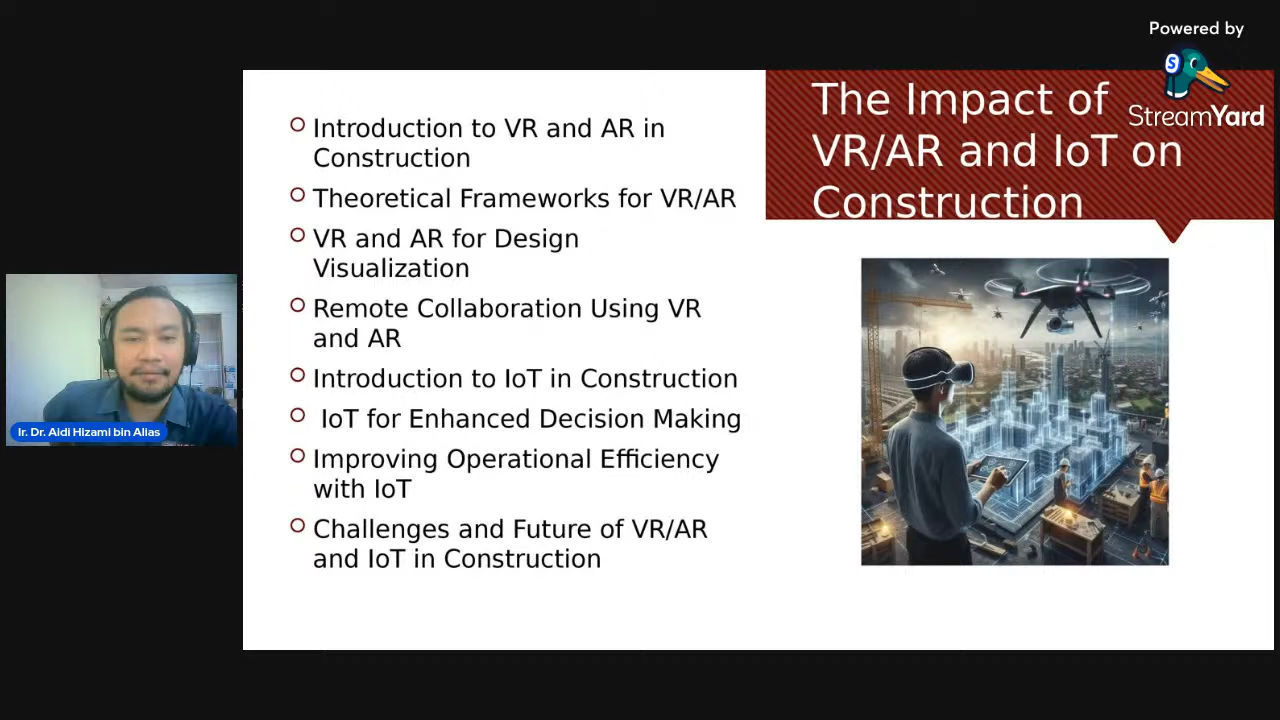 Powered by
StreamYard
The Impact of
VR/AR and IoT on
Construction
Introduction to VR and AR in
Construction
Theoretical Frameworks for VR/AR
VR and AR for Design
Visualization
Remote Collaboration Using VR
and AR
Introduction to IoT in Construction
IoT for Enhanced Decision Making
Improving Operational Efficiency
with IoT
Challenges and Future of VR/AR
and IoT in Construction
Ir. Dr. Aidi Hizami bin Alias